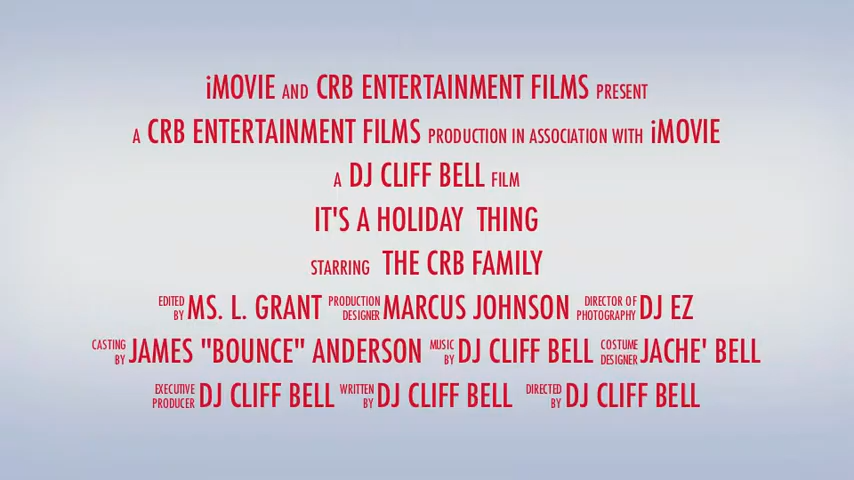 iMOVIE AND CRB ENTERTAINMENT FILMS PRESENT
A CRB ENTERTAINMENT FILMS PRODUCTION IN ASSOCIATION WITH iMOVIE
A DJ CLIFF BELL FILM
IT'S A HOLIDAY THING
STARRING THE CRB FAMILY
EDITED BY MS. L. GRANT PRODUCTION DESIGNER MARCUS JOHNSON DIRECTOR OF PHOTOGRAPHY DJ EZ
CASTING BY JAMES "BOUNCE" ANDERSON MUSIC BY DJ CLIFF BELL COSTUME DESIGNER JACHE' BELL
EXECUTIVE PRODUCER DJ CLIFF BELL WRITTEN BY DJ CLIFF BELL DIRECTED BY DJ CLIFF BELL